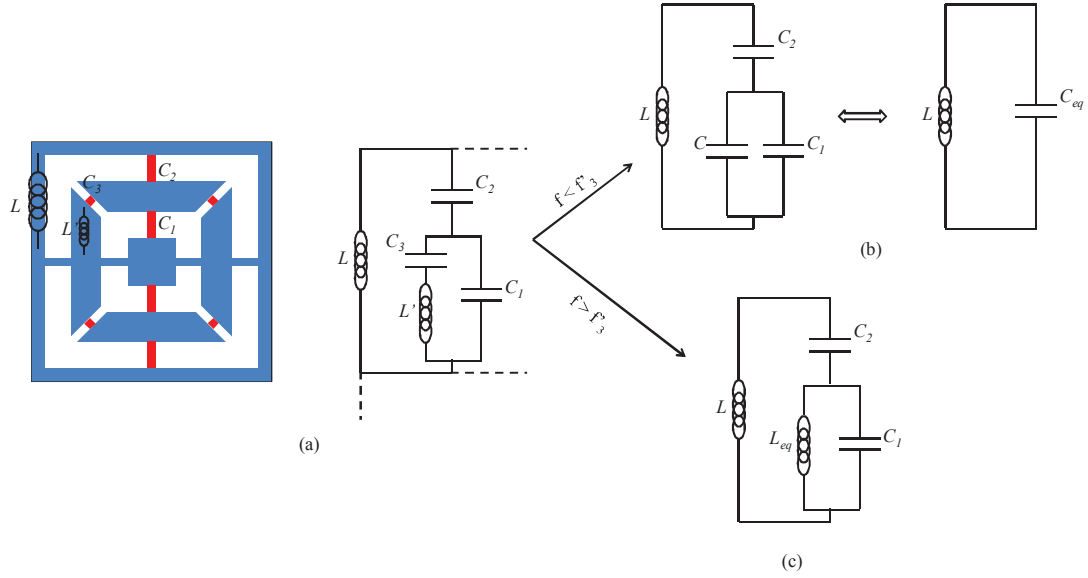 C2
C3
L
L'
C1
C2
C3
L
L'
C1
(a)
f < f'3
f > f'3
C2
L
C
C1
L
Ceq
(b)
C2
L
Leq
C1
(c)